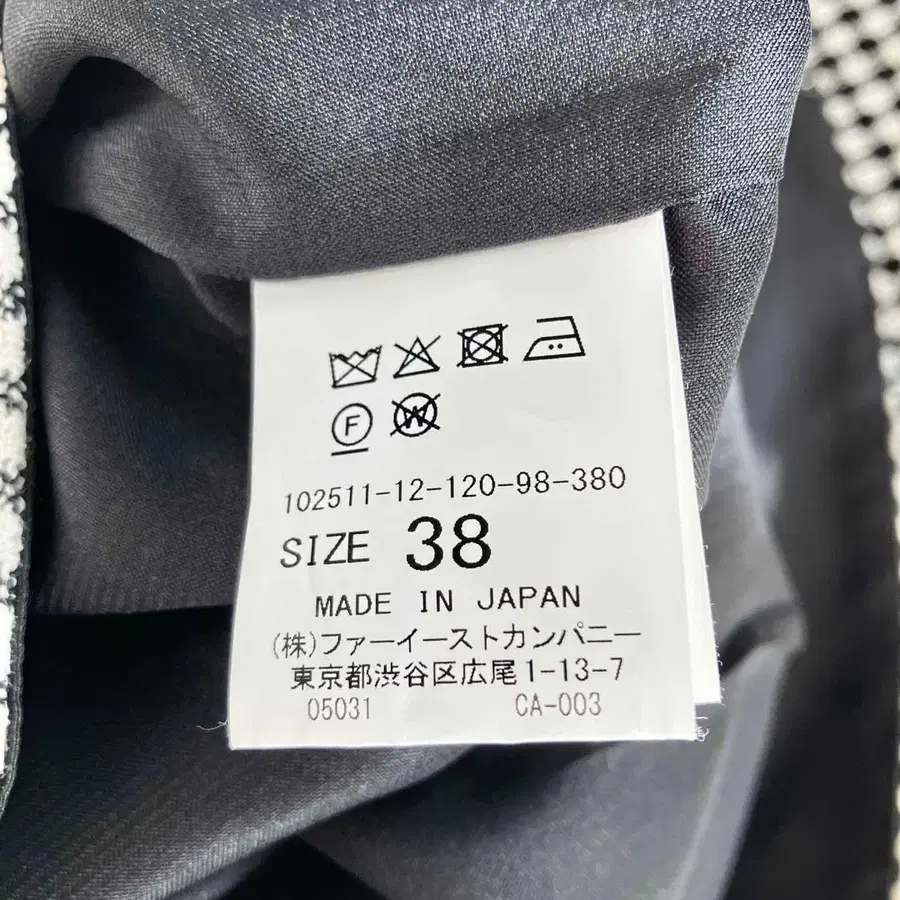 F W
102511-12-120-98-380
SIZE 38
MADE IN JAPAN
(株)ファーイーストカンパニー
東京都渋谷区広尾1-13-7
05031 CA-003